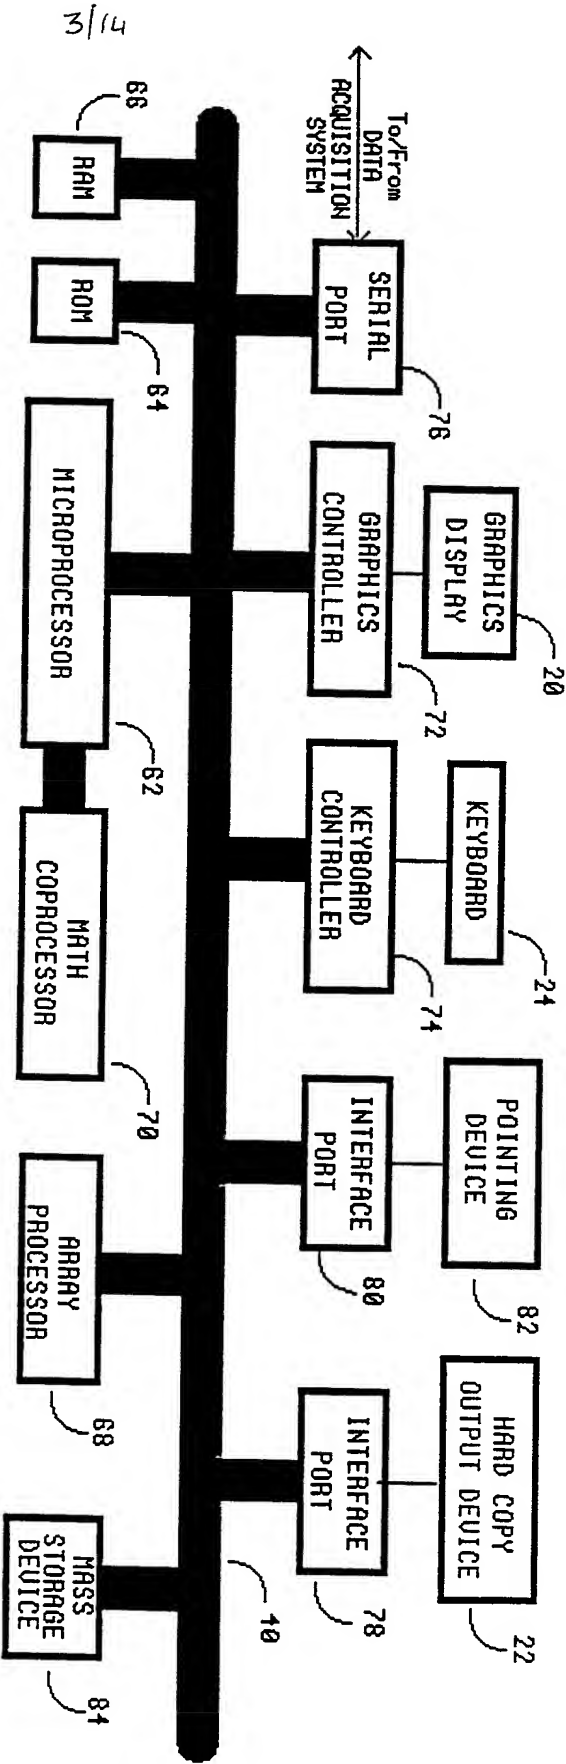 3/14
To/From
DATA
ACQUISITION
SYSTEM
SERIAL
PORT
76
GRAPHICS
DISPLAY
20
GRAPHICS
CONTROLLER
72
KEYBOARD
24
KEYBOARD
CONTROLLER
74
POINTING
DEVICE
82
INTERFACE
PORT
80
HARD COPY
OUTPUT DEVICE
22
INTERFACE
PORT
78
40
RAM
66
ROM
64
MICROPROCESSOR
62
MATH
COPROCESSOR
70
ARRAY
PROCESSOR
68
MASS
STORAGE
DEVICE
84